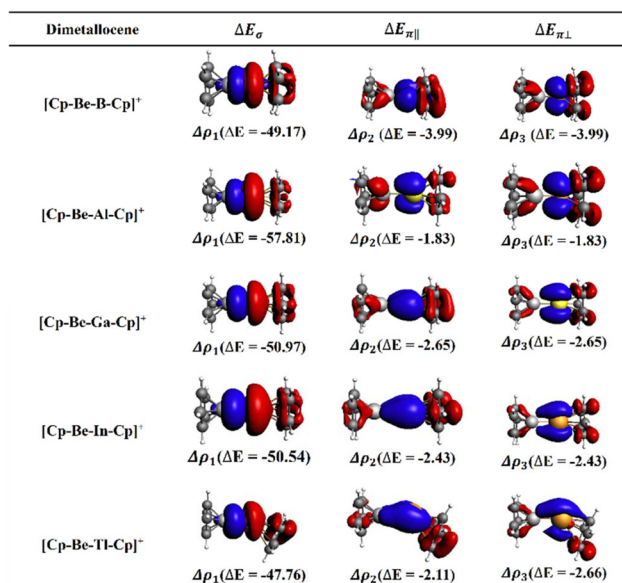 Dimetallocene ΔE_σ ΔE_π∥ ΔE_π⊥
[Cp-Be-B-Cp]⁺
Δρ₁(ΔE = -49.17) Δρ₂ (ΔE = -3.99) Δρ₃(ΔE = -3.99)
[Cp-Be-Al-Cp]⁺
Δρ₁(ΔE = -57.81) Δρ₂(ΔE = -1.83) Δρ₃(ΔE = -1.83)
[Cp-Be-Ga-Cp]⁺
Δρ₁(ΔE = -50.97) Δρ₂(ΔE = -2.65) Δρ₃(ΔE = -2.65)
[Cp-Be-In-Cp]⁺
Δρ₁(ΔE = -50.54) Δρ₂(ΔE = -2.43) Δρ₃(ΔE = -2.43)
[Cp-Be-Tl-Cp]⁺
Δρ₁(ΔE = -47.76) Δρ₂(ΔE = -2.11) Δρ₃(ΔE = -2.66)